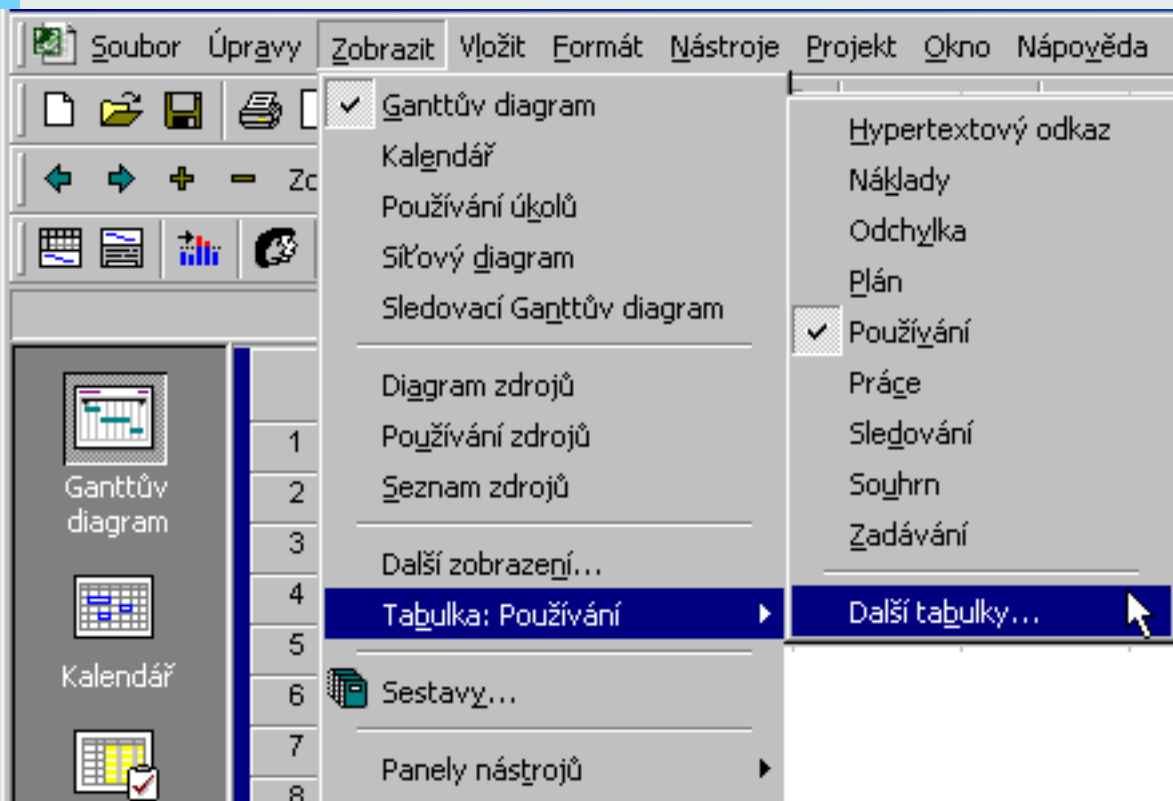 Soubor Úpravy Zobrazit Vložit Formát Nástroje Projekt Okno Nápověda
Zo
Ganttův diagram
Kalendář
Používání úkolů
Síťový diagram
Sledovací Ganttův diagram
Diagram zdrojů
Používání zdrojů
Seznam zdrojů
Další zobrazení...
Tabulka: Používání
Sestavy...
Panely nástrojů
Hypertextový odkaz
Náklady
Odchylka
Plán
Používání
Práce
Sledování
Souhrn
Zadávání
Další tabulky...
Ganttův
diagram
Kalendář
1
2
3
4
5
6
7
8